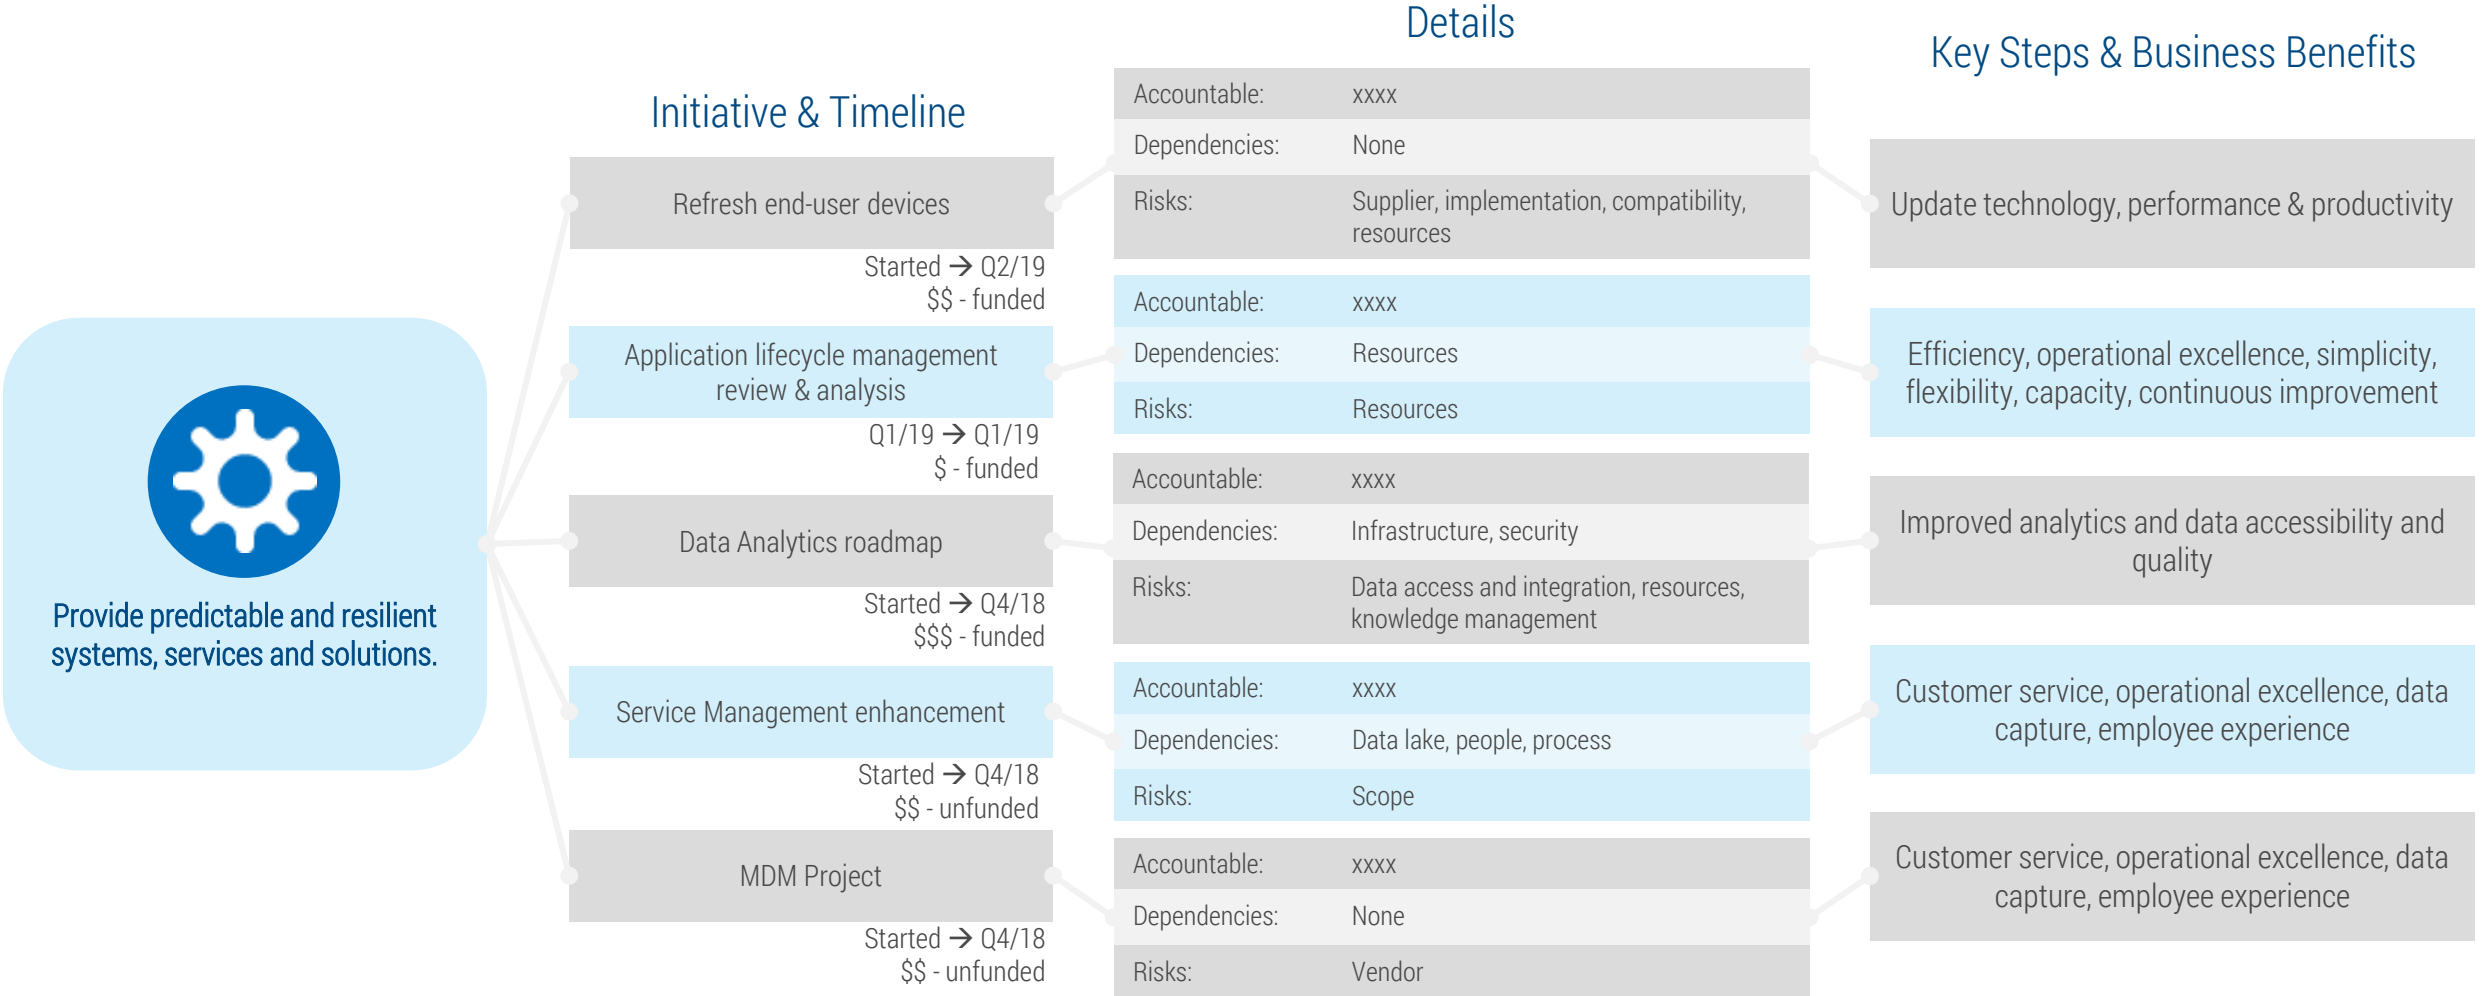 Details
Key Steps & Business Benefits
Initiative & Timeline
Provide predictable and resilient
systems, services and solutions.
Refresh end-user devices
Started → Q2/19
$$ - funded
Accountable: xxxx
Dependencies: None
Risks: Supplier, implementation, compatibility,
resources
Update technology, performance & productivity
Application lifecycle management
review & analysis
Q1/19 → Q1/19
$ - funded
Accountable: xxxx
Dependencies: Resources
Risks: Resources
Efficiency, operational excellence, simplicity,
flexibility, capacity, continuous improvement
Data Analytics roadmap
Started → Q4/18
$$$ - funded
Accountable: xxxx
Dependencies: Infrastructure, security
Risks: Data access and integration, resources,
knowledge management
Improved analytics and data accessibility and
quality
Service Management enhancement
Started → Q4/18
$$ - unfunded
Accountable: xxxx
Dependencies: Data lake, people, process
Risks: Scope
Customer service, operational excellence, data
capture, employee experience
MDM Project
Started → Q4/18
$$ - unfunded
Accountable: xxxx
Dependencies: None
Risks: Vendor
Customer service, operational excellence, data
capture, employee experience